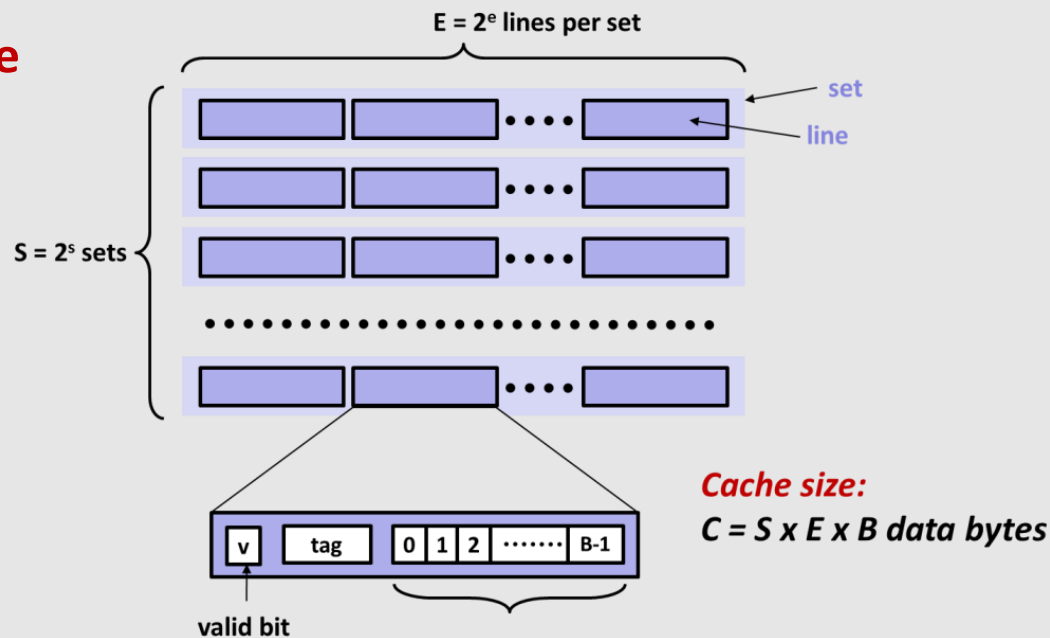 E = 2ᵉ lines per set
e
set
line
S = 2ˢ sets
Cache size:
C = S x E x B data bytes
v tag 0 1 2 ······· B-1
valid bit